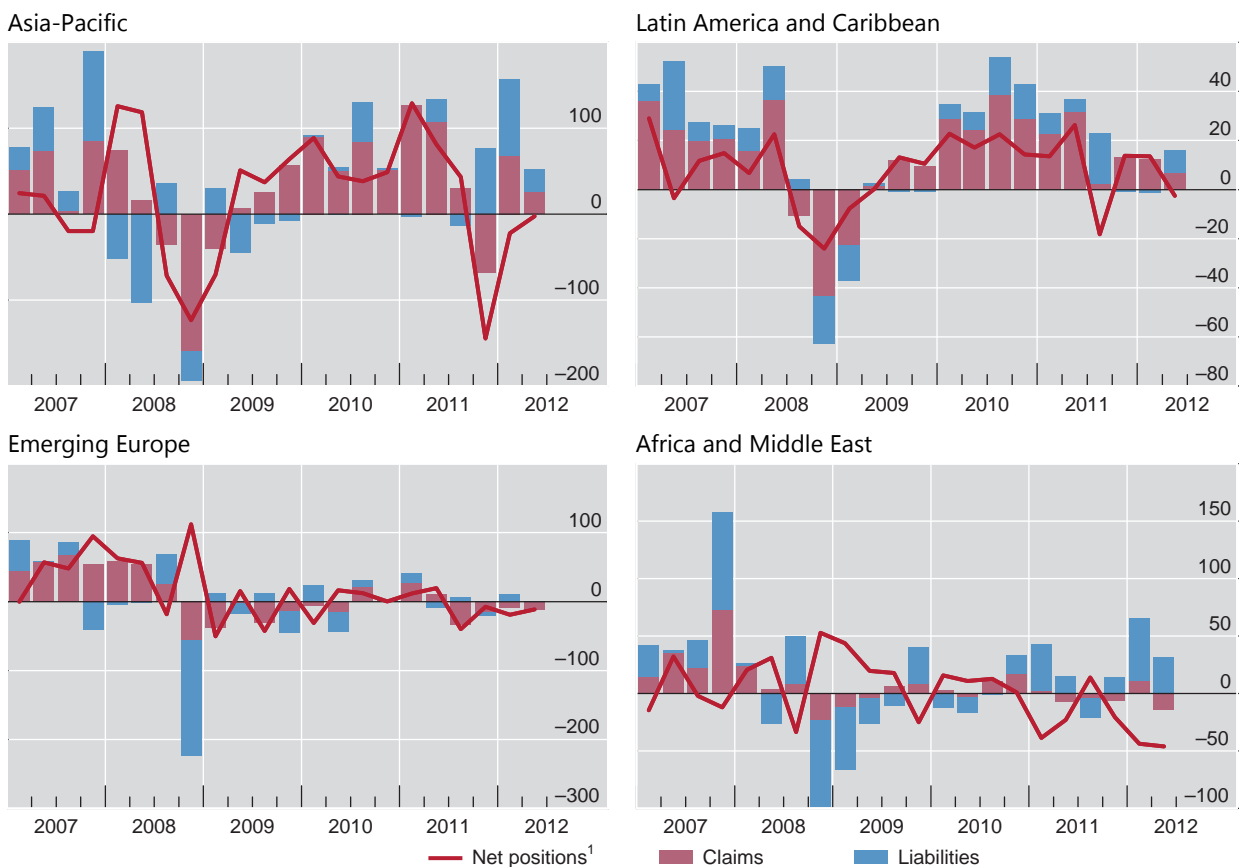 Asia-Pacific
100
0
–100
–200
2007 2008 2009 2010 2011 2012
Latin America and Caribbean
40
20
0
–20
–40
–60
–80
2007 2008 2009 2010 2011 2012
Emerging Europe
100
0
–100
–200
–300
2007 2008 2009 2010 2011 2012
Africa and Middle East
150
100
50
0
–50
–100
2007 2008 2009 2010 2011 2012
Net positions¹ Claims Liabilities